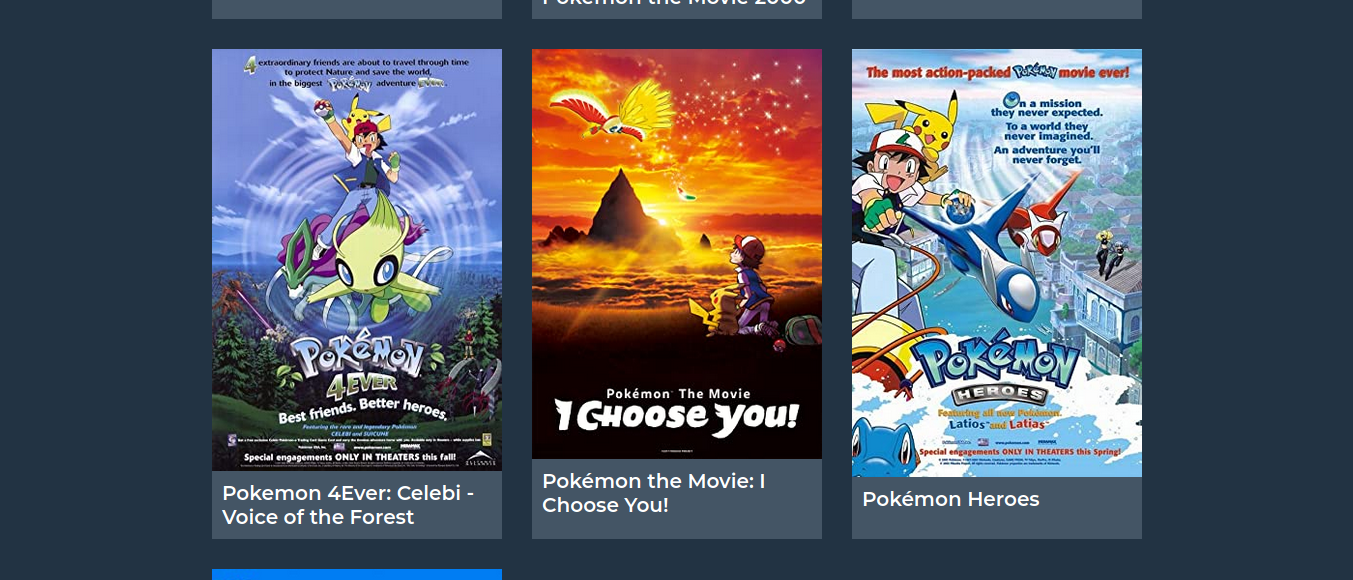 Pokémon the Movie 2000
4 extraordinary friends are about to travel through time
to protect Nature and save the world,
in the biggest Pokémon adventure EVER.
POKÉMON
4EVER
Best friends. Better heroes.
Featuring the rare and legendary Pokémon
CELEBI and SUICUNE
Special engagements ONLY IN THEATERS this fall!
Pokemon 4Ever: Celebi -
Voice of the Forest
Pokémon The Movie
I CHOOSE YOU!
Pokémon the Movie: I
Choose You!
The most action-packed POKÉMON movie ever!
On a mission
they never expected.
To a world they
never imagined.
An adventure you'll
never forget.
POKÉMON
HEROES
Featuring all new Pokémon,
Latios and Latias
MIRAMAX
Special engagements ONLY IN THEATERS this Spring!
Pokémon Heroes